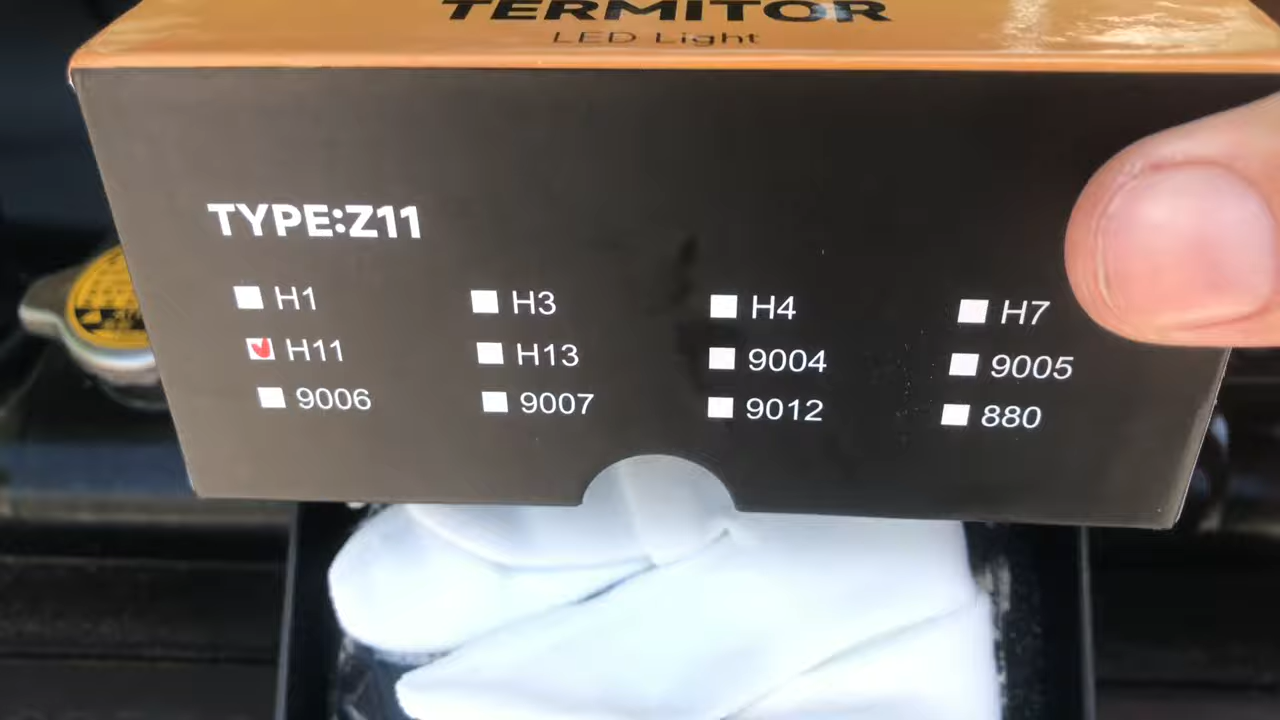 TERMITOR
LED Light
TYPE:Z11
H1 H3 H4 H7
H11 H13 9004 9005
9006 9007 9012 880